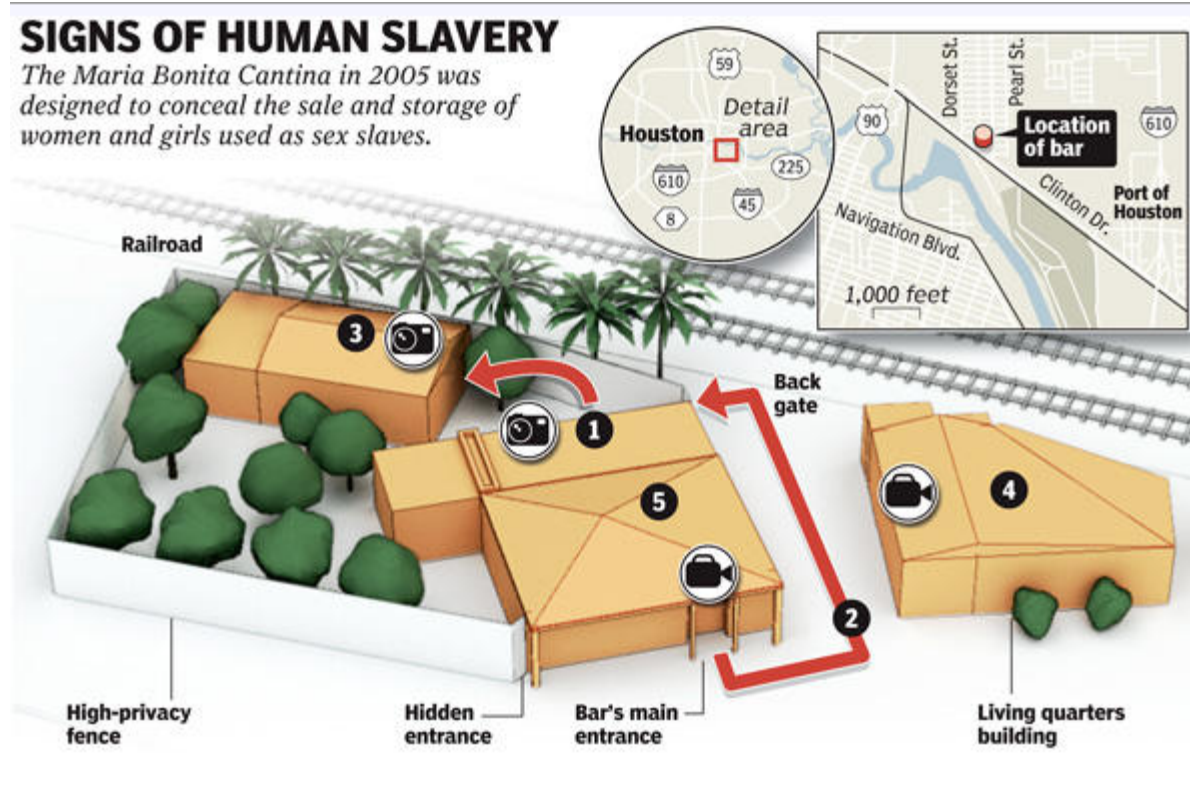 SIGNS OF HUMAN SLAVERY
The Maria Bonita Cantina in 2005 was
designed to conceal the sale and storage of
women and girls used as sex slaves.
59
Detail
area
Houston
225
610
45
8
Dorset St.
Pearl St.
90
Location
of bar
610
Clinton Dr.
Port of
Houston
Navigation Blvd.
1,000 feet
Railroad
3
1
Back
gate
5
4
2
High-privacy
fence
Hidden
entrance
Bar's main
entrance
Living quarters
building